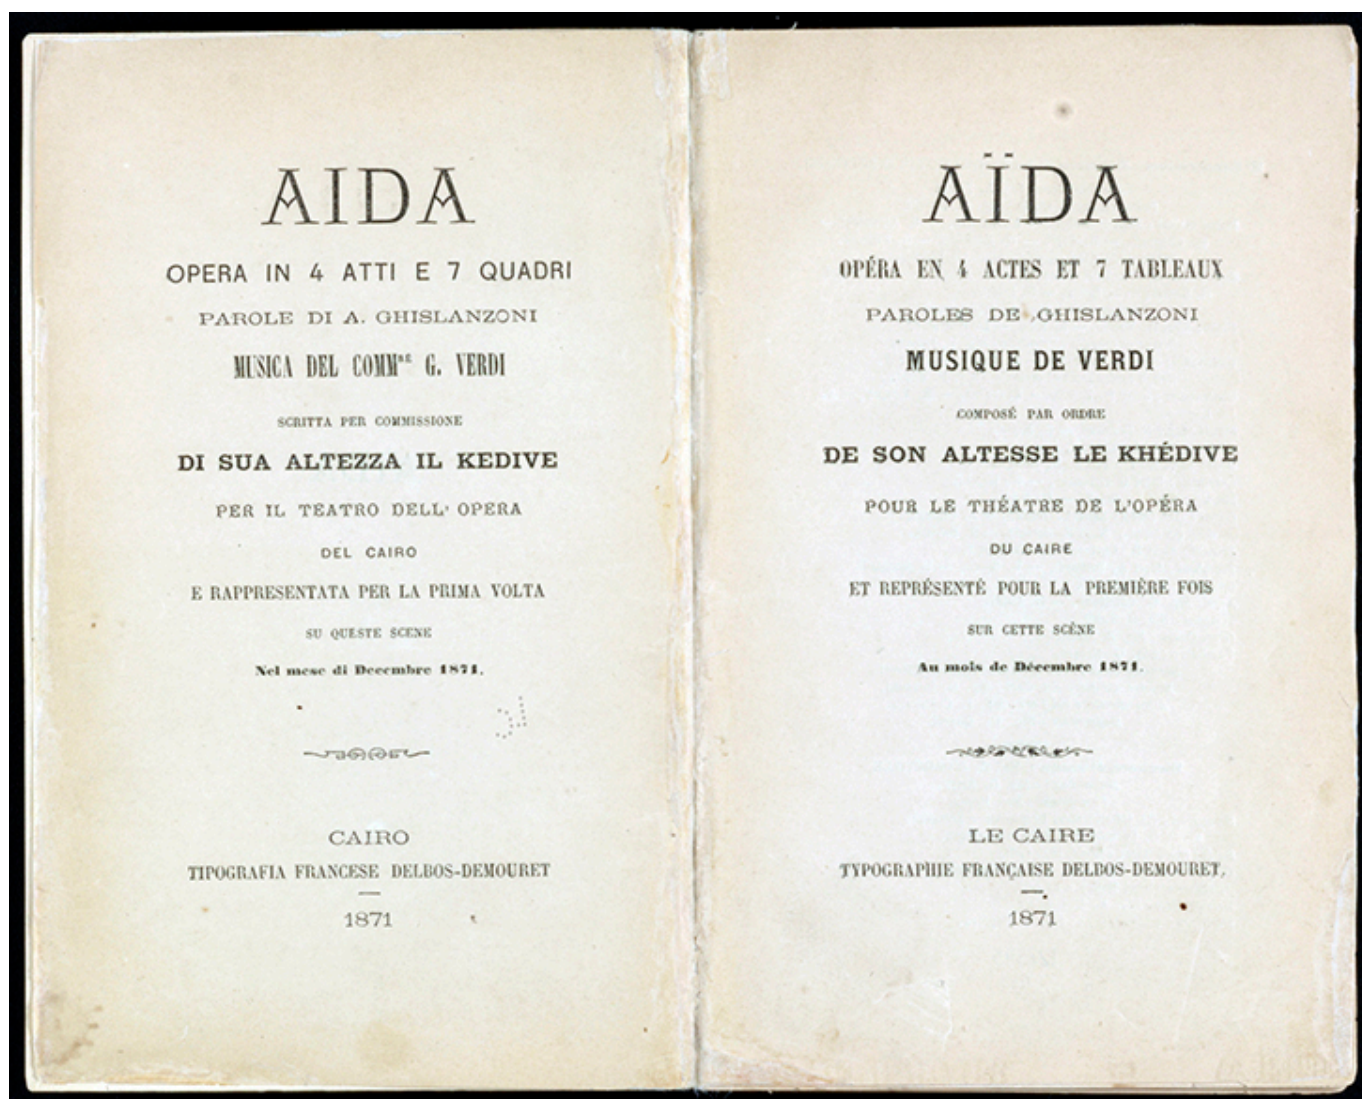 AIDA
OPERA IN 4 ATTI E 7 QUADRI
PAROLE DI A. GHISLANZONI
MUSICA DEL COMM.RE G. VERDI
SCRITTA PER COMMISSIONE
DI SUA ALTEZZA IL KEDIVE
PER IL TEATRO DELL' OPERA
DEL CAIRO
E RAPPRESENTATA PER LA PRIMA VOLTA
SU QUESTE SCENE
Nel mese di Decembre 1871.
CAIRO
TIPOGRAFIA FRANCESE DELBOS-DEMOURET
1871
AÏDA
OPÉRA EN 4 ACTES ET 7 TABLEAUX
PAROLES DE GHISLANZONI
MUSIQUE DE VERDI
COMPOSÉ PAR ORDRE
DE SON ALTESSE LE KHÉDIVE
POUR LE THÉATRE DE L'OPÉRA
DU CAIRE
ET REPRÉSENTÉ POUR LA PREMIÈRE FOIS
SUR CETTE SCÈNE
Au mois de Décembre 1871.
LE CAIRE
TYPOGRAPHIE FRANÇAISE DELBOS-DEMOURET,
1871